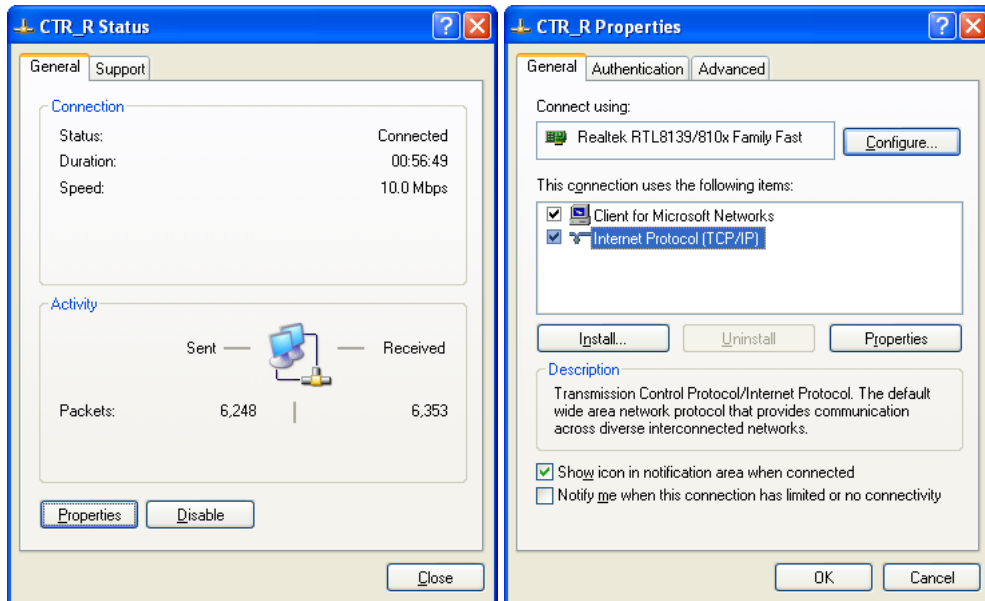 CTR_R Status
General Support
Connection
Status: Connected
Duration: 00:56:49
Speed: 10.0 Mbps
Activity
Sent Received
Packets: 6,248 6,353
Properties Disable
Close
CTR_R Properties
General Authentication Advanced
Connect using:
Realtek RTL8139/810x Family Fast Configure...
This connection uses the following items:
Client for Microsoft Networks
Internet Protocol (TCP/IP)
Install... Uninstall Properties
Description
Transmission Control Protocol/Internet Protocol. The default
wide area network protocol that provides communication
across diverse interconnected networks.
Show icon in notification area when connected
Notify me when this connection has limited or no connectivity
OK Cancel